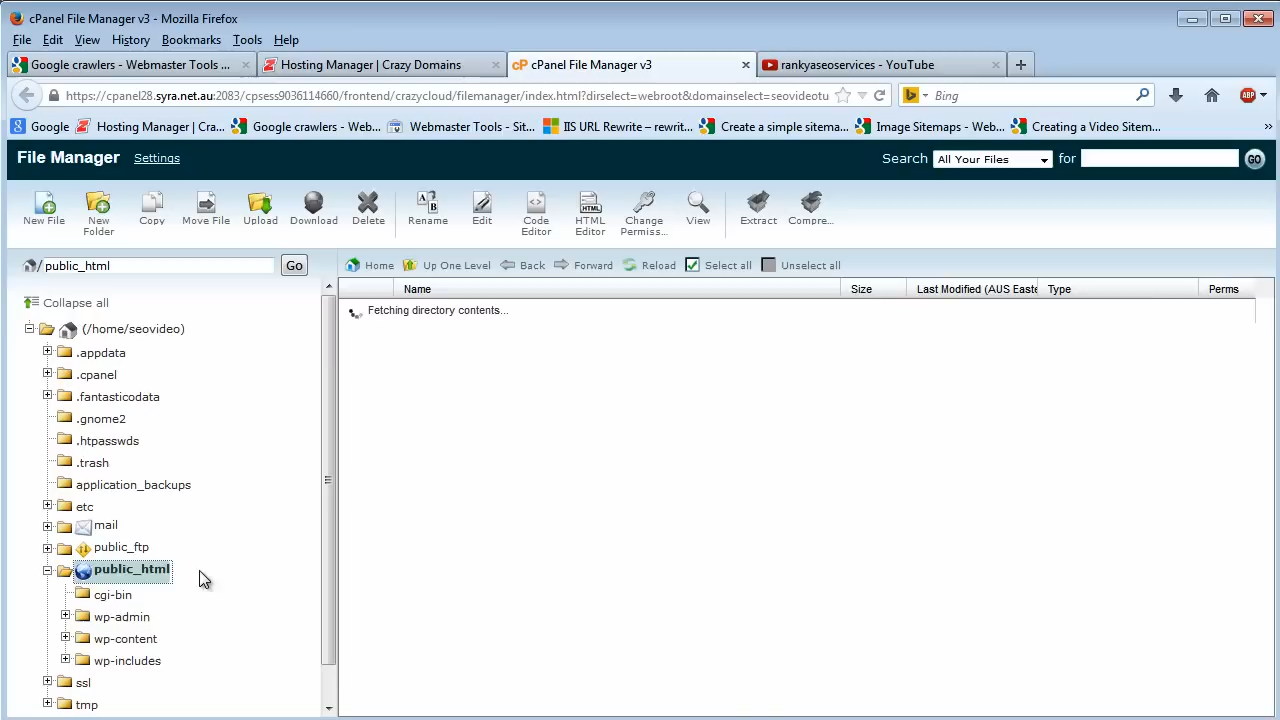 cPanel File Manager v3 - Mozilla Firefox
File Edit View History Bookmarks Tools Help
Google crawlers - Webmaster Tools ... Hosting Manager | Crazy Domains cPanel File Manager v3 rankyaseoservices - YouTube
https://cpanel28.syra.net.au:2083/cpsess9036114660/frontend/crazycloud/filemanager/index.html?dirselect=webroot&domainselect=seovideotu Bing
Google Hosting Manager | Cra... Google crawlers - Web... Webmaster Tools - Sit... IIS URL Rewrite – rewrit... Create a simple sitema... Image Sitemaps - Web... Creating a Video Sitem...
File Manager Settings Search All Your Files for GO
New File New Folder Copy Move File Upload Download Delete Rename Edit Code Editor HTML Editor Change Permiss... View Extract Compre...
/ public_html Go Home Up One Level Back Forward Reload Select all Unselect all
Name Size Last Modified (AUS Easte Type Perms
Collapse all Fetching directory contents...
(/home/seovideo)
.appdata
.cpanel
.fantasticodata
.gnome2
.htpasswds
.trash
application_backups
etc
mail
public_ftp
public_html
cgi-bin
wp-admin
wp-content
wp-includes
ssl
tmp